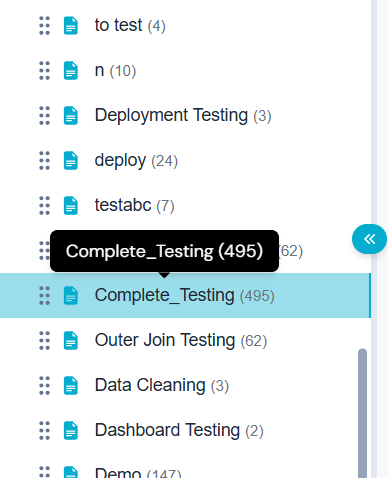 to test (4)
n (10)
Deployment Testing (3)
deploy (24)
testabc (7)
Complete_Testing (495)
(62)
Complete_Testing (495)
Outer Join Testing (62)
Data Cleaning (3)
Dashboard Testing (2)
Demo (147)